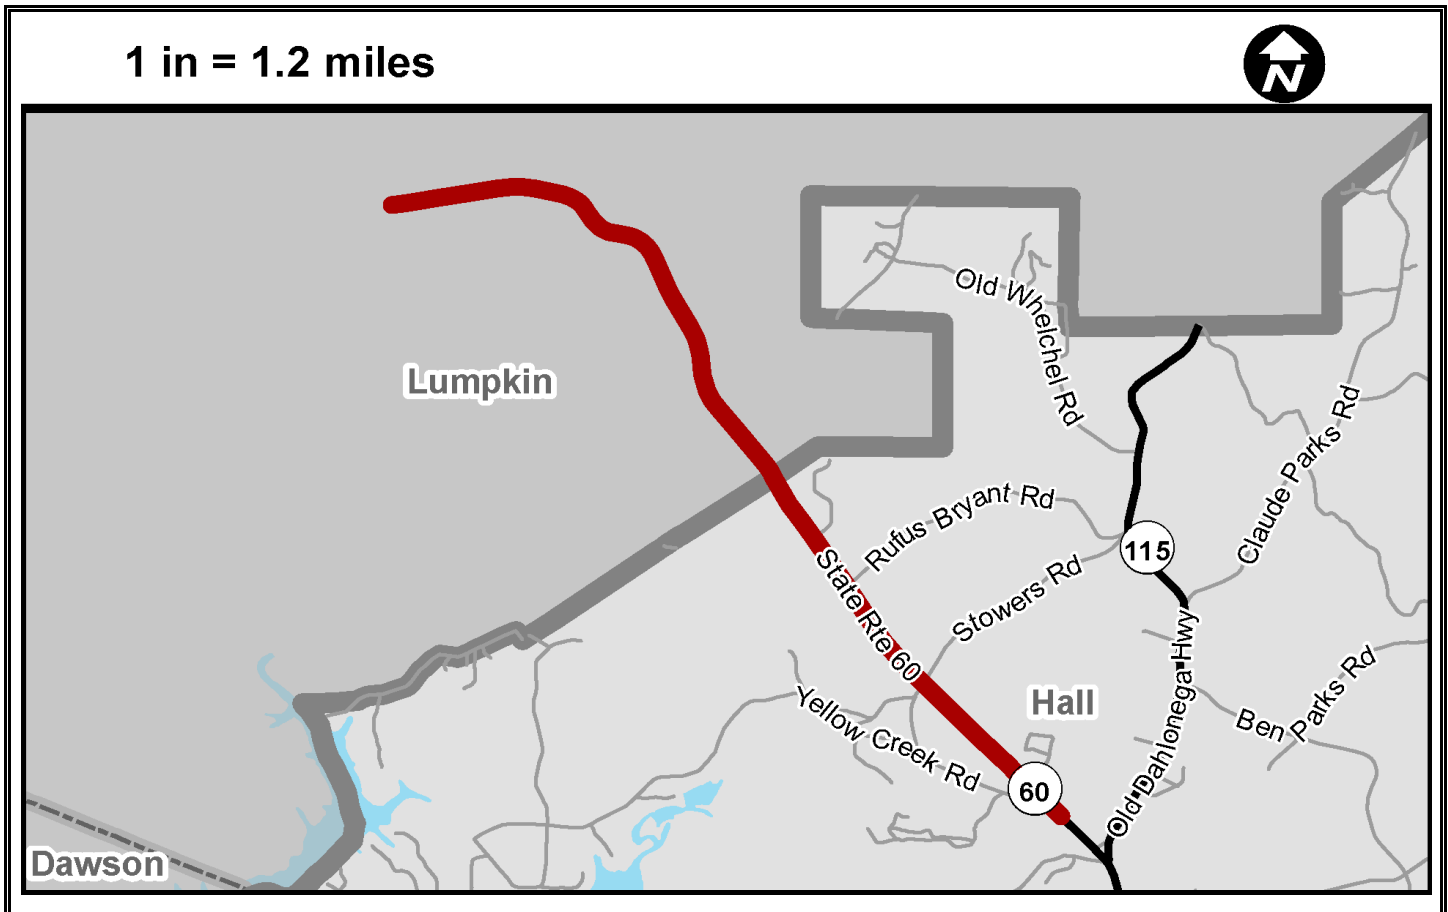 1 in = 1.2 miles
N
Old Whelchel Rd
Lumpkin
Claude Parks Rd
Rufus Bryant Rd
115
State Rte 60
Stowers Rd
Old Dahlonega Hwy
Ben Parks Rd
Hall
Yellow Creek Rd
60
Dawson